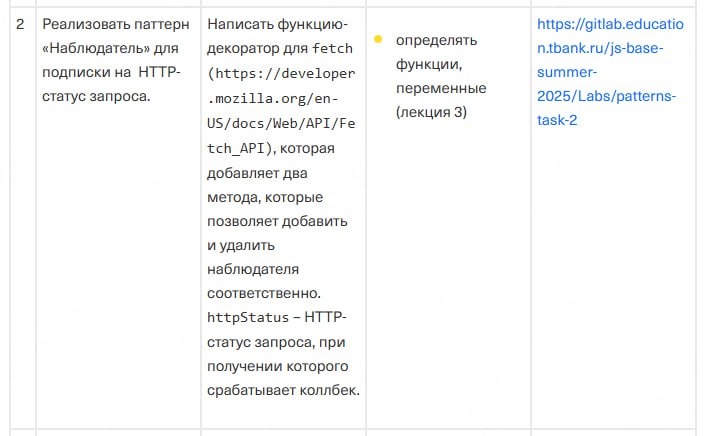 2
Реализовать паттерн
«Наблюдатель» для
подписки на HTTP-
статус запроса.
Написать функцию-
декоратор для fetch
(https://developer
.mozilla.org/en-
US/docs/Web/API/Fe
tch_API), которая
добавляет два
метода, которые
позволяет добавить
и удалить
наблюдателя
соответственно.
httpStatus – HTTP-
статус запроса, при
получении которого
срабатывает коллбек.
определять
функции,
переменные
(лекция 3)
https://gitlab.educatio
n.tbank.ru/js-base-
summer-
2025/Labs/patterns-
task-2